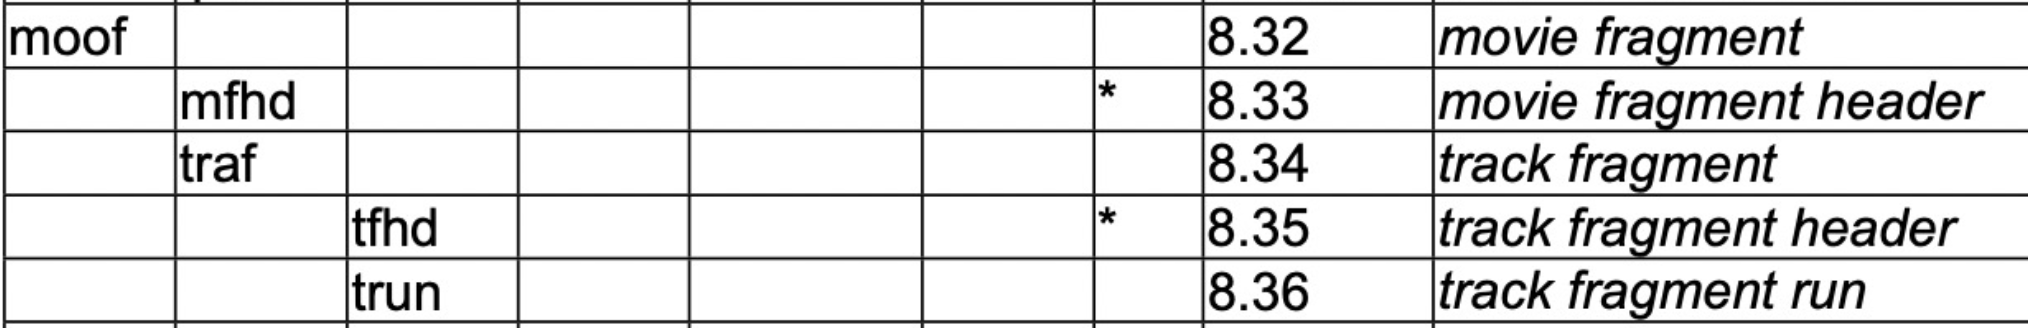 moof 8.32 movie fragment
mfhd * 8.33 movie fragment header
traf 8.34 track fragment
tfhd * 8.35 track fragment header
trun 8.36 track fragment run